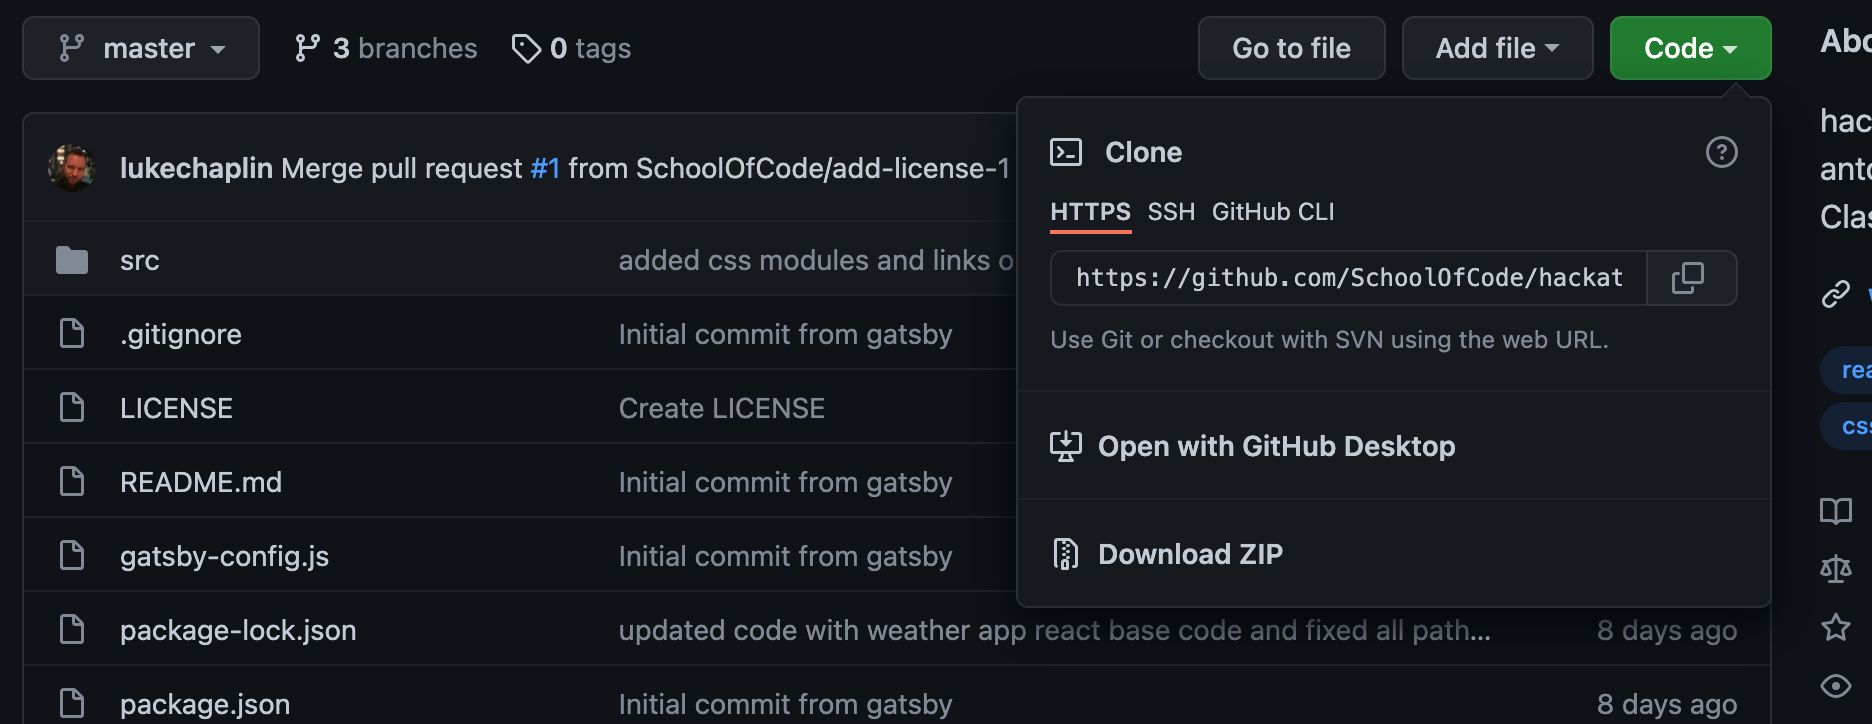 master 3 branches 0 tags Go to file Add file Code
lukechaplin Merge pull request #1 from SchoolOfCode/add-license-1
src added css modules and links o
.gitignore Initial commit from gatsby
LICENSE Create LICENSE
README.md Initial commit from gatsby
gatsby-config.js Initial commit from gatsby
package-lock.json updated code with weather app react base code and fixed all path... 8 days ago
package.json Initial commit from gatsby 8 days ago
Clone
HTTPS SSH GitHub CLI
https://github.com/SchoolOfCode/hackat
Use Git or checkout with SVN using the web URL.
Open with GitHub Desktop
Download ZIP
Abo
hac
anto
Clas
rea
css